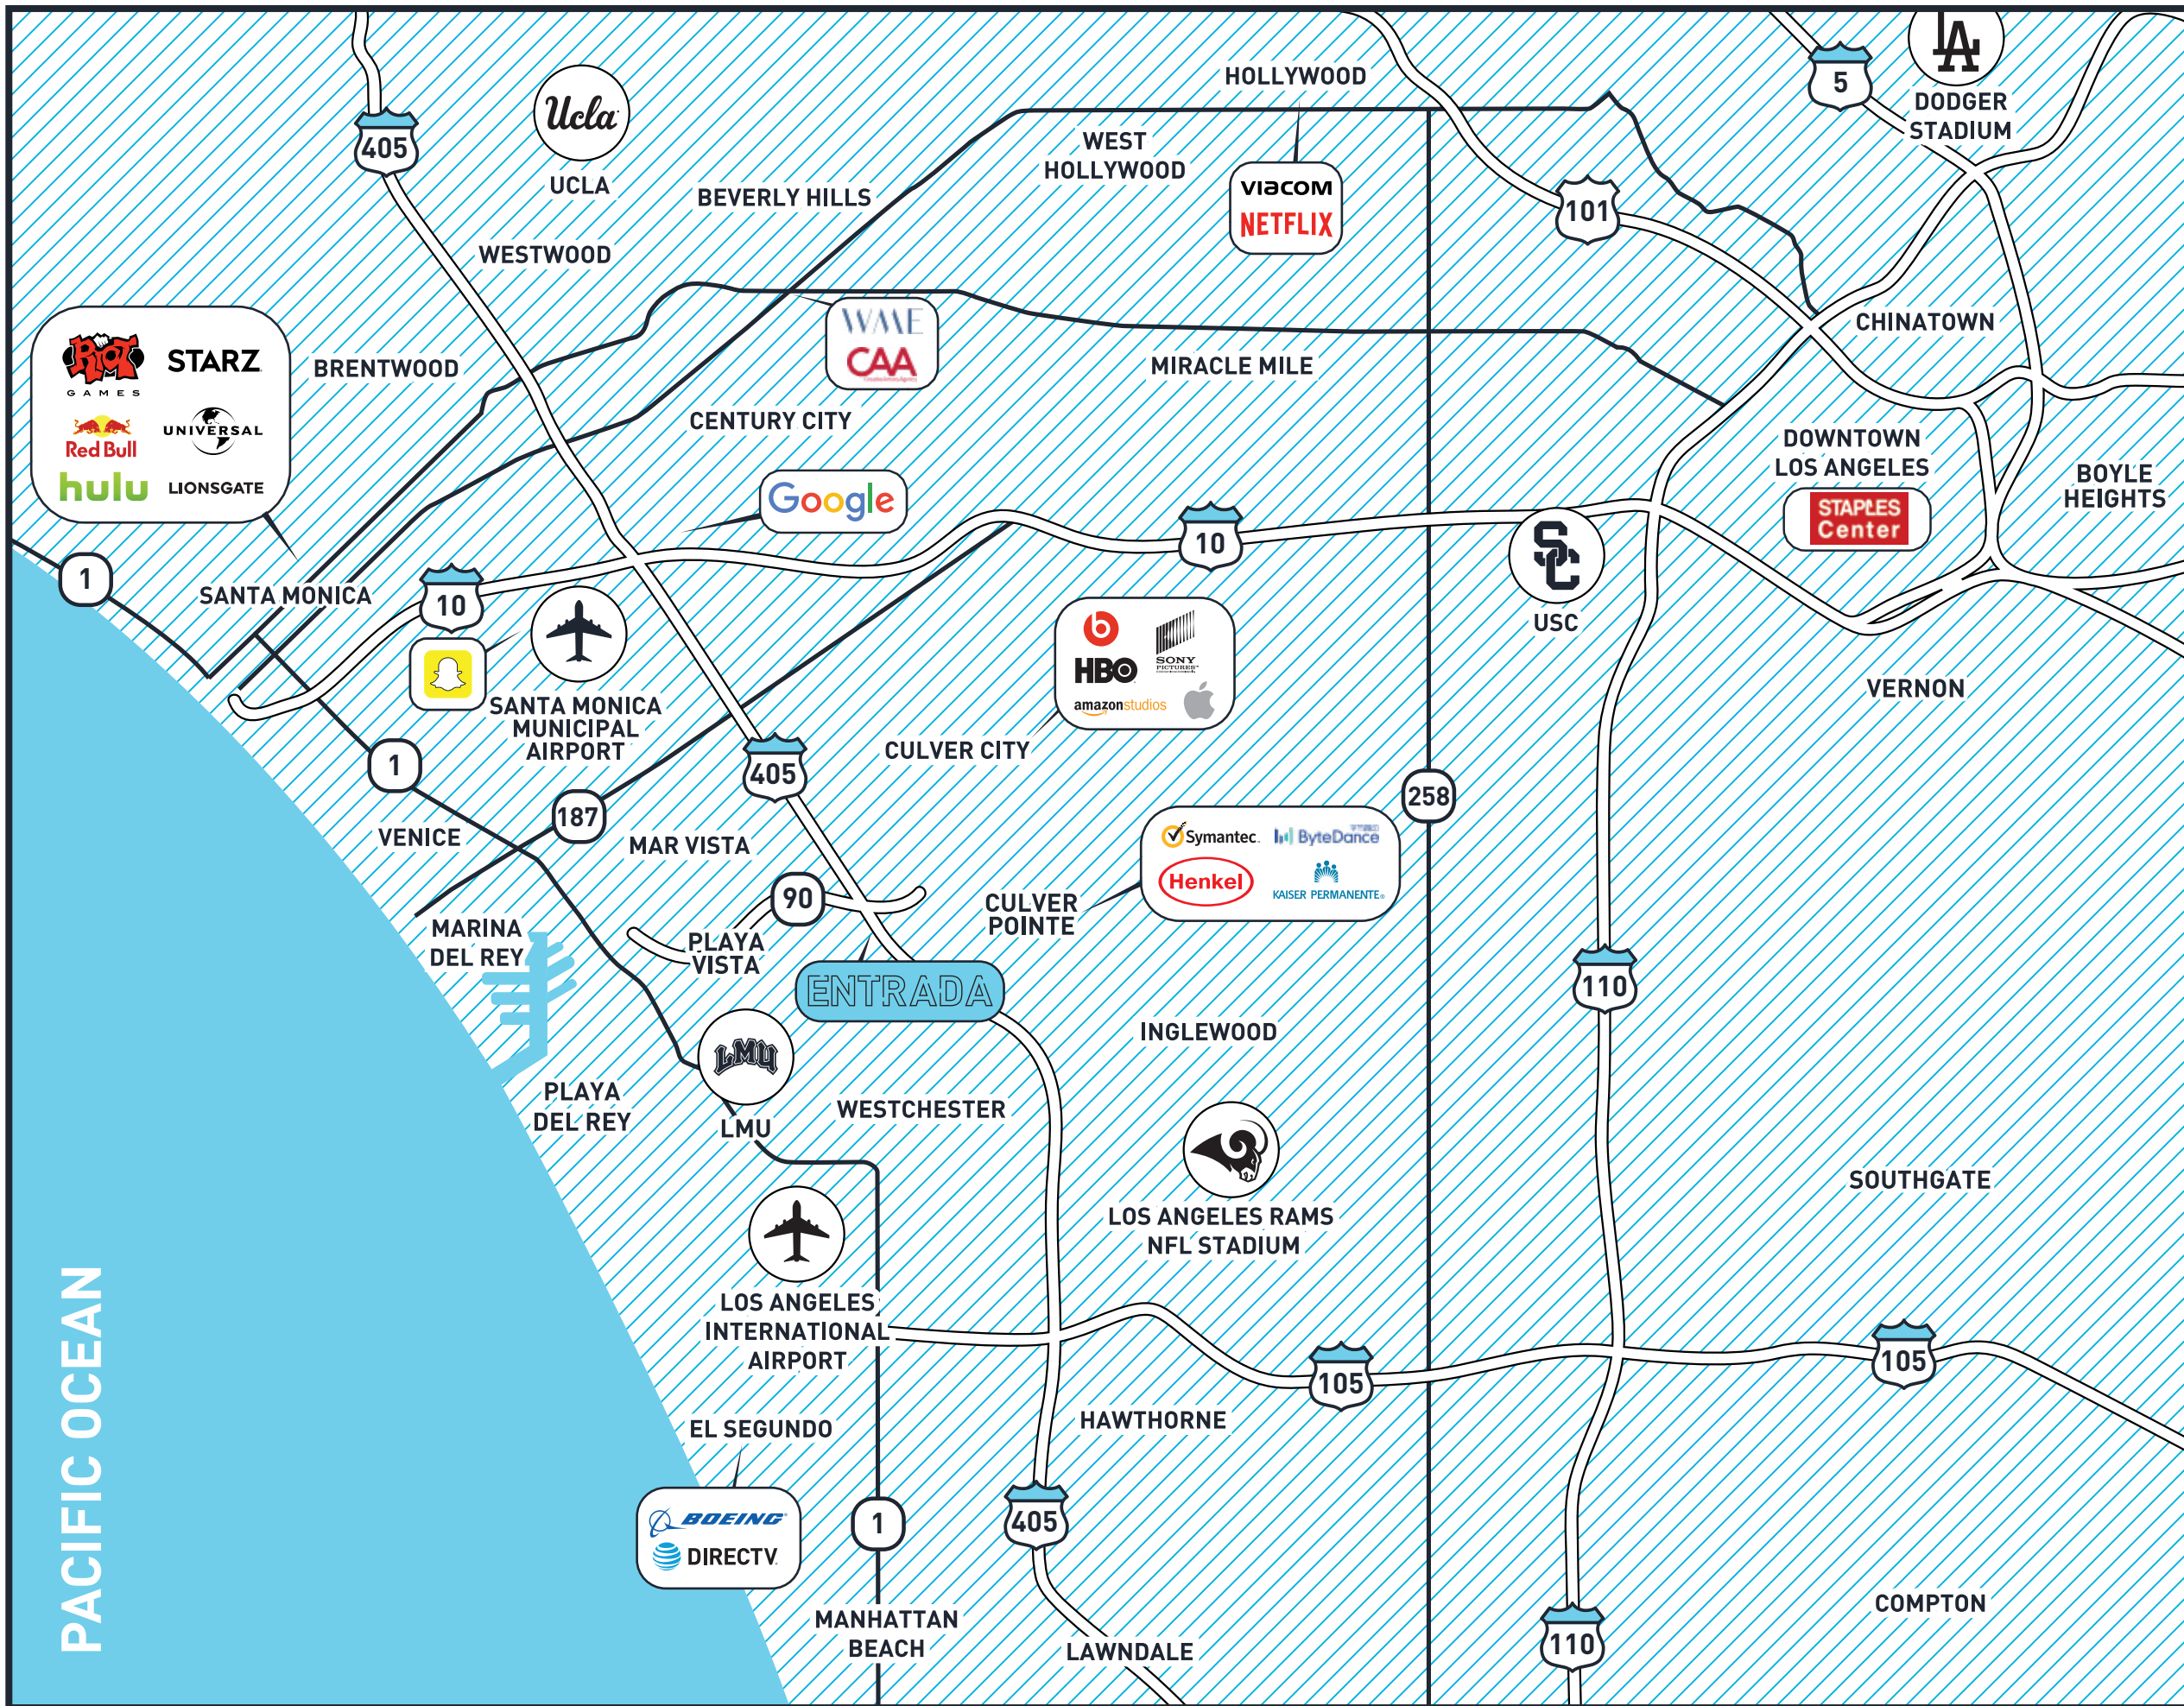 HOLLYWOOD
5
LA
DODGER
STADIUM
405
Ucla
UCLA
WEST
HOLLYWOOD
BEVERLY HILLS
VIACOM
NETFLIX
101
WESTWOOD
RIOT
GAMES
STARZ
Red Bull
UNIVERSAL
hulu
LIONSGATE
BRENTWOOD
WME
CAA
MIRACLE MILE
CHINATOWN
CENTURY CITY
DOWNTOWN
LOS ANGELES
STAPLES
Center
BOYLE
HEIGHTS
Google
10
SC
USC
1
SANTA MONICA
10
SANTA MONICA
MUNICIPAL
AIRPORT
b
SONY
PICTURES
HBO
amazonstudios
VERNON
CULVER CITY
1
405
187
258
VENICE
MAR VISTA
Symantec.
ByteDance
Henkel
KAISER PERMANENTE®
90
CULVER
POINTE
MARINA
DEL REY
PLAYA
VISTA
ENTRADA
110
INGLEWOOD
LMU
LMU
PLAYA
DEL REY
WESTCHESTER
LOS ANGELES RAMS
NFL STADIUM
SOUTHGATE
LOS ANGELES
INTERNATIONAL
AIRPORT
105
105
PACIFIC OCEAN
EL SEGUNDO
HAWTHORNE
BOEING®
DIRECTV
1
405
MANHATTAN
BEACH
LAWNDALE
110
COMPTON